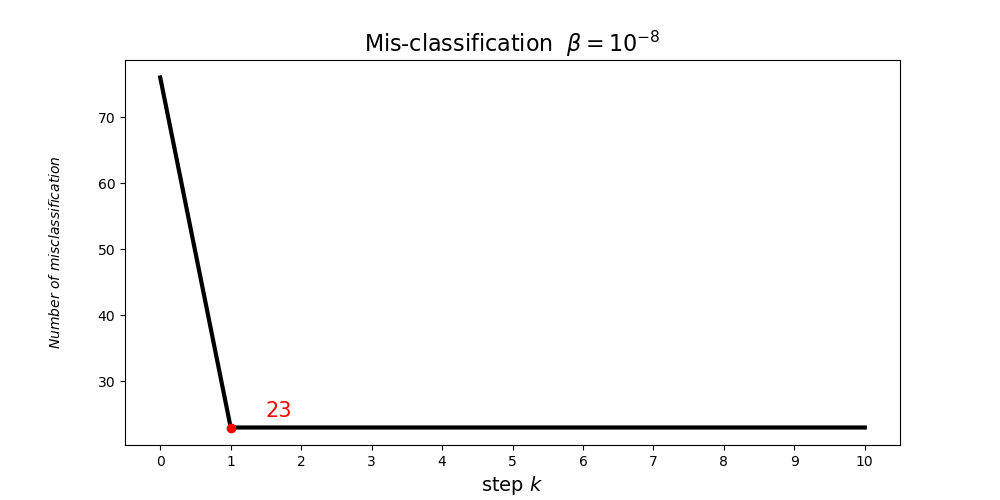 Mis-classification β = 10⁻⁸
Number of misclassification
70
60
50
40
30
23
0 1 2 3 4 5 6 7 8 9 10
step k